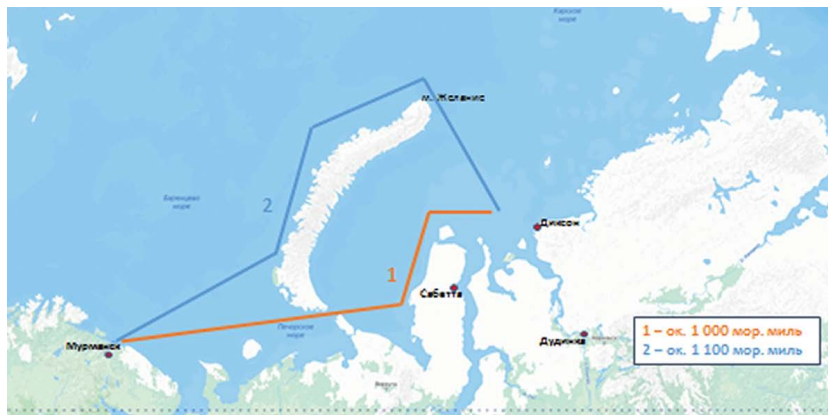 Карское
море
м. Желание
Баренцево
море
2
Диксон
1
Сабетта
Печорское
море
Мурманск
Дудинка
1 – ок. 1 000 мор. миль
2 – ок. 1 100 мор. миль